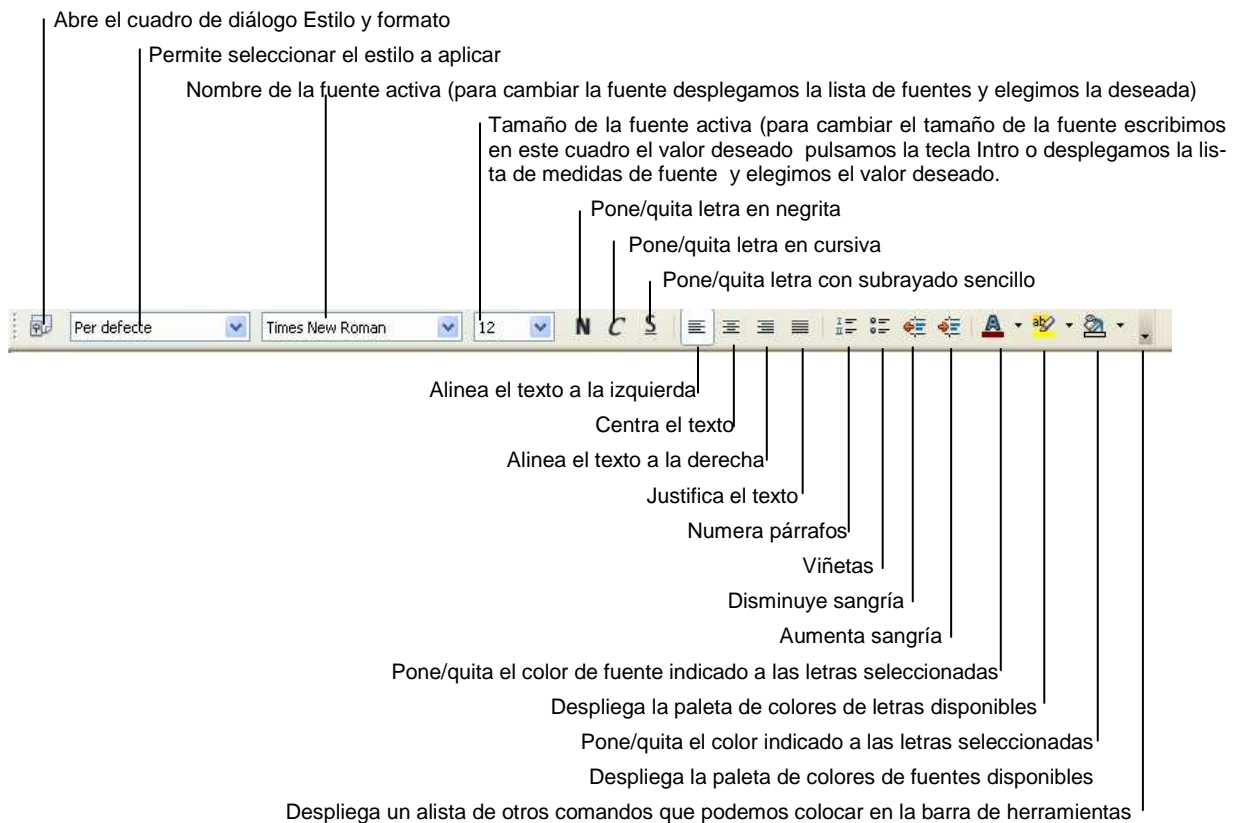 Abre el cuadro de diálogo Estilo y formato
Permite seleccionar el estilo a aplicar
Nombre de la fuente activa (para cambiar la fuente desplegamos la lista de fuentes y elegimos la deseada)
Tamaño de la fuente activa (para cambiar el tamaño de la fuente escribimos
en este cuadro el valor deseado pulsamos la tecla Intro o desplegamos la lis-
ta de medidas de fuente y elegimos el valor deseado.
Pone/quita letra en negrita
Pone/quita letra en cursiva
Pone/quita letra con subrayado sencillo
Per defecte Times New Roman 12 N C S A ab
Alinea el texto a la izquierda
Centra el texto
Alinea el texto a la derecha
Justifica el texto
Numera párrafos
Viñetas
Disminuye sangría
Aumenta sangría
Pone/quita el color de fuente indicado a las letras seleccionadas
Despliega la paleta de colores de letras disponibles
Pone/quita el color indicado a las letras seleccionadas
Despliega la paleta de colores de fuentes disponibles
Despliega un alista de otros comandos que podemos colocar en la barra de herramientas